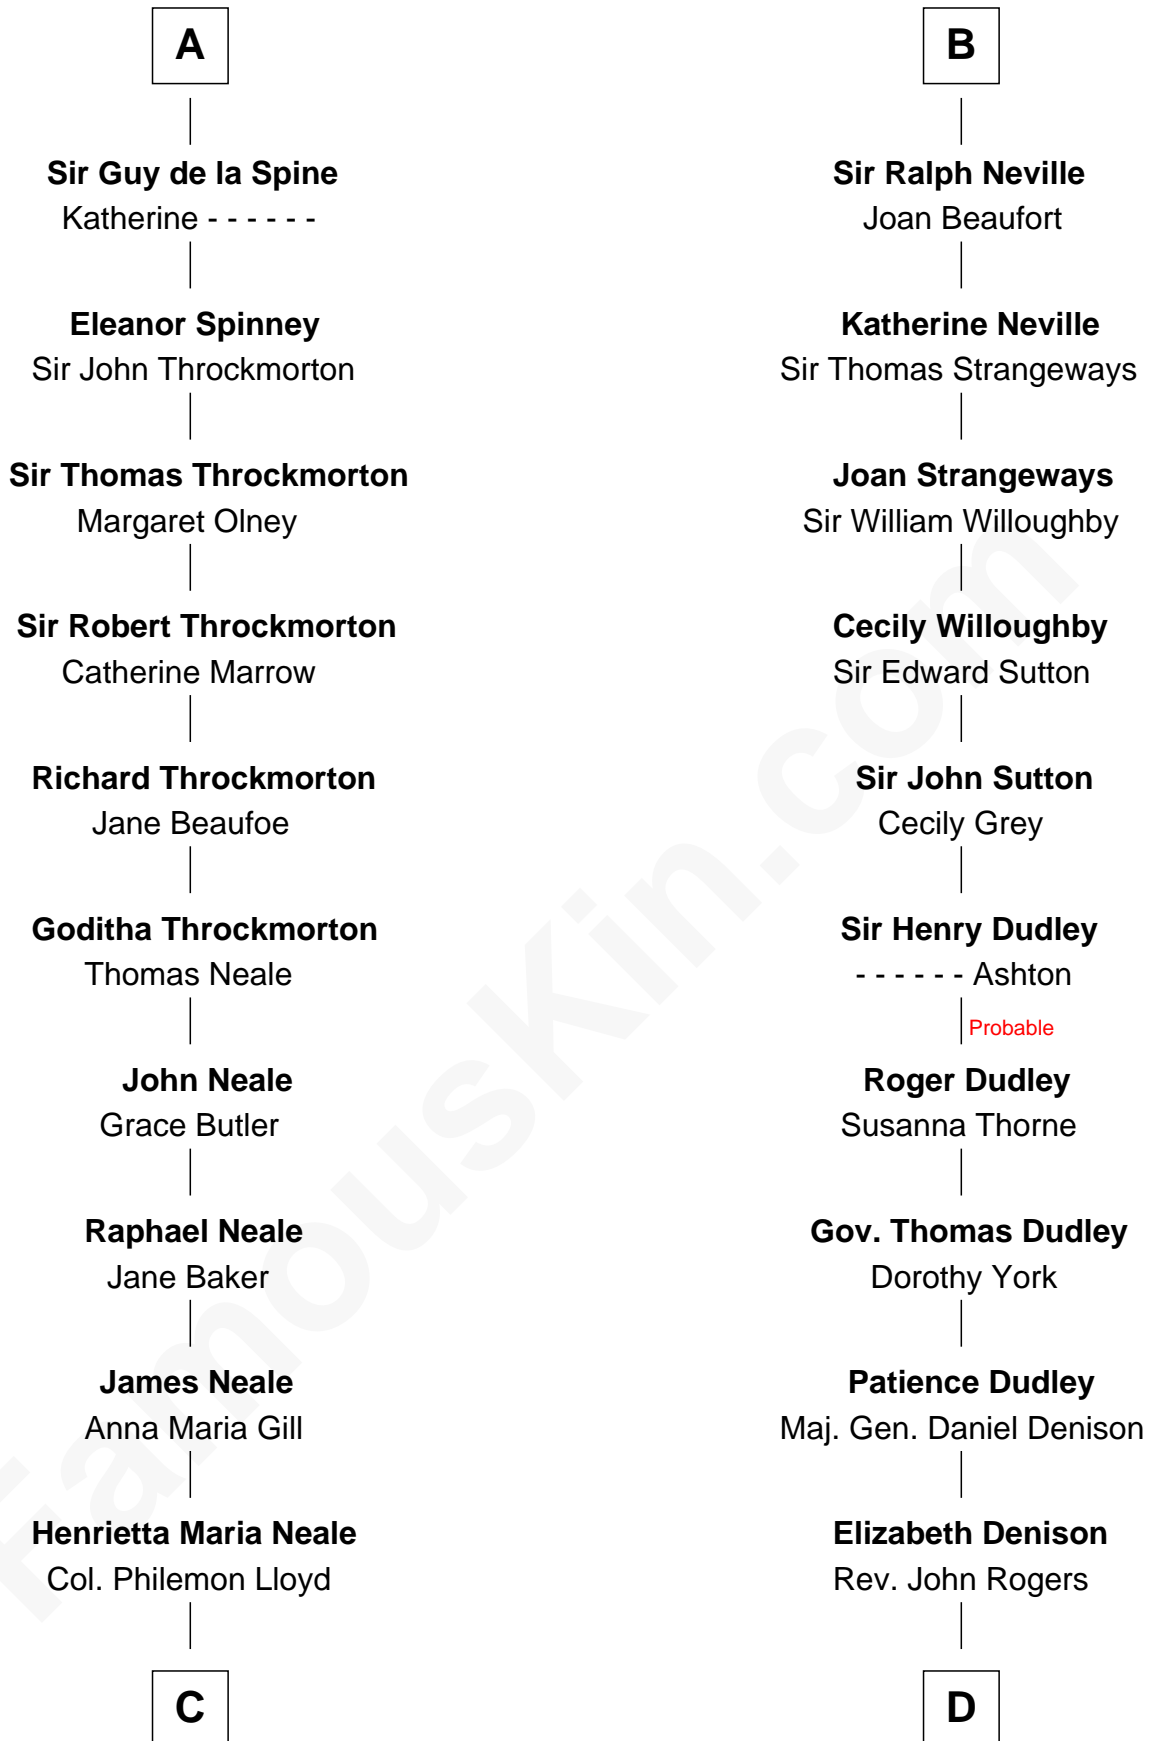 A
Sir Guy de la Spine
Katherine - - - - - -
Eleanor Spinney
Sir John Throckmorton
Sir Thomas Throckmorton
Margaret Olney
Sir Robert Throckmorton
Catherine Marrow
Richard Throckmorton
Jane Beaufoe
Goditha Throckmorton
Thomas Neale
John Neale
Grace Butler
Raphael Neale
Jane Baker
James Neale
Anna Maria Gill
Henrietta Maria Neale
Col. Philemon Lloyd
C
B
Sir Ralph Neville
Joan Beaufort
Katherine Neville
Sir Thomas Strangeways
Joan Strangeways
Sir William Willoughby
Cecily Willoughby
Sir Edward Sutton
Sir John Sutton
Cecily Grey
Sir Henry Dudley
- - - - - - Ashton
Probable
Roger Dudley
Susanna Thorne
Gov. Thomas Dudley
Dorothy York
Patience Dudley
Maj. Gen. Daniel Denison
Elizabeth Denison
Rev. John Rogers
D
FamousKin.com